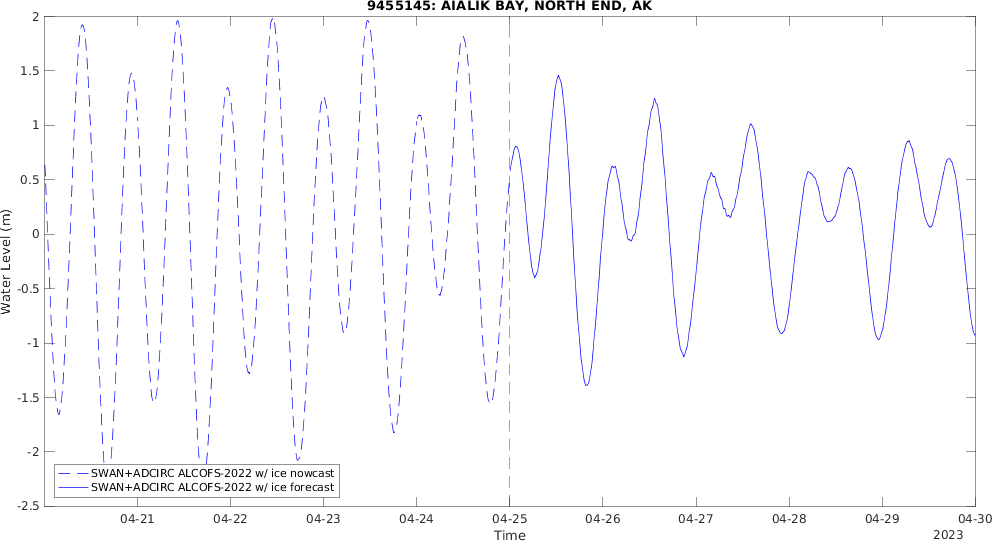 9455145: AIALIK BAY, NORTH END, AK
2
1.5
1
0.5
0
-0.5
-1
-1.5
-2
-2.5
Water Level (m)
SWAN+ADCIRC ALCOFS-2022 w/ ice nowcast
SWAN+ADCIRC ALCOFS-2022 w/ ice forecast
04-21 04-22 04-23 04-24 04-25 04-26 04-27 04-28 04-29 04-30
Time
2023